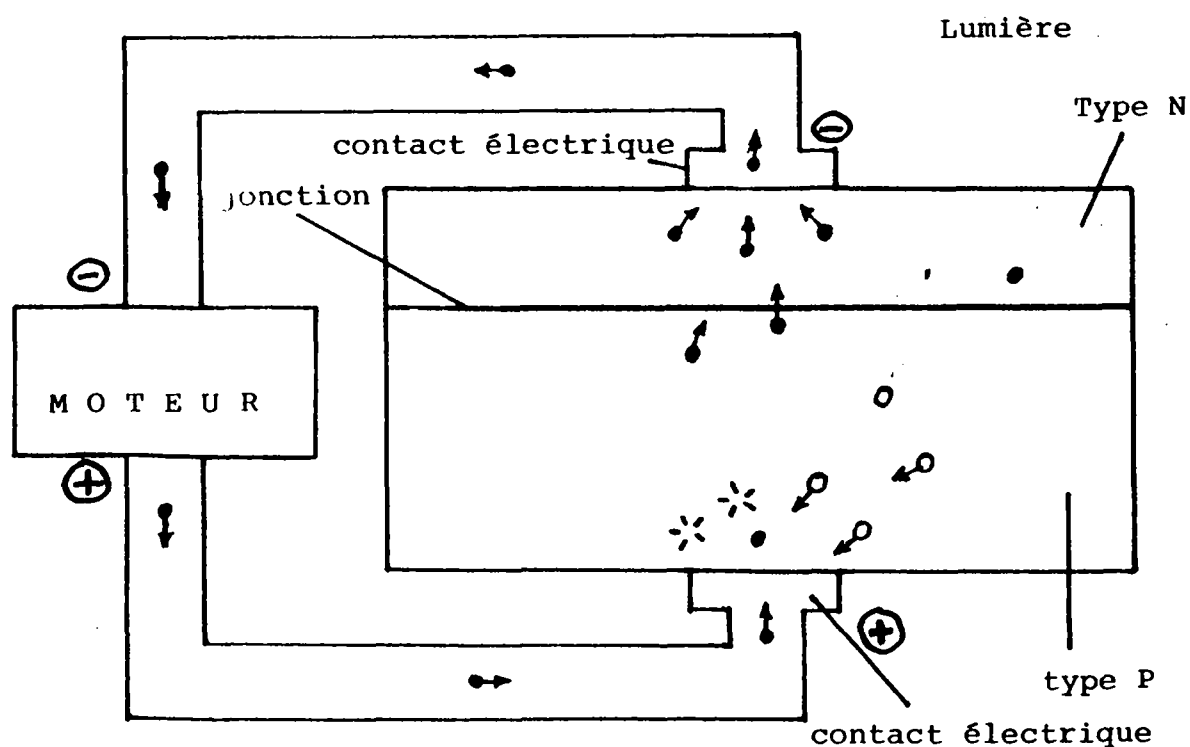 Lumière
Type N
⊖
contact électrique
jonction
⊖
M O T E U R
⊕
⊕
type P
contact électrique